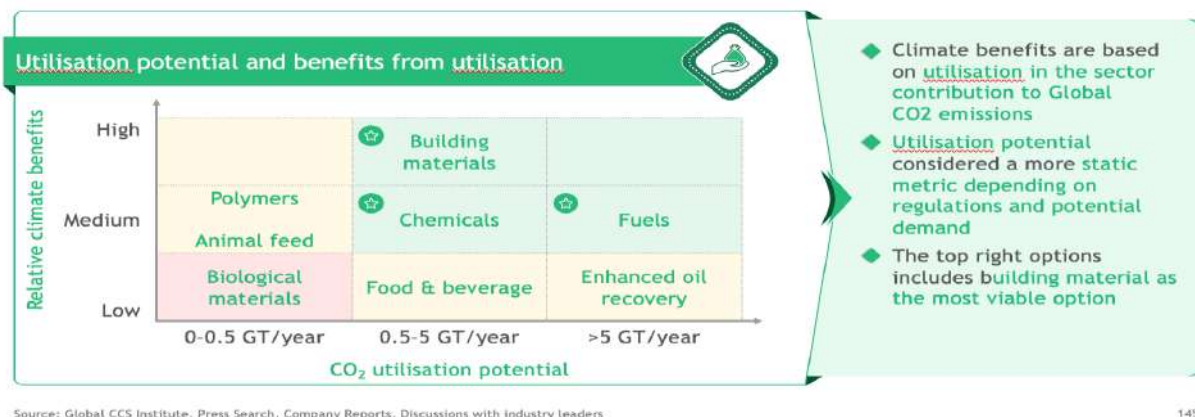 Utilisation potential and benefits from utilisation
Relative climate benefits
High
Medium
Low
Building
materials
Polymers
Animal feed
Chemicals
Fuels
Biological
materials
Food & beverage
Enhanced oil
recovery
0-0.5 GT/year
0.5-5 GT/year
>5 GT/year
CO₂ utilisation potential
Climate benefits are based
on utilisation in the sector
contribution to Global
CO2 emissions
Utilisation potential
considered a more static
metric depending on
regulations and potential
demand
The top right options
includes building material as
the most viable option
Source: Global CCS Institute, Press Search, Company Reports, Discussions with industry leaders